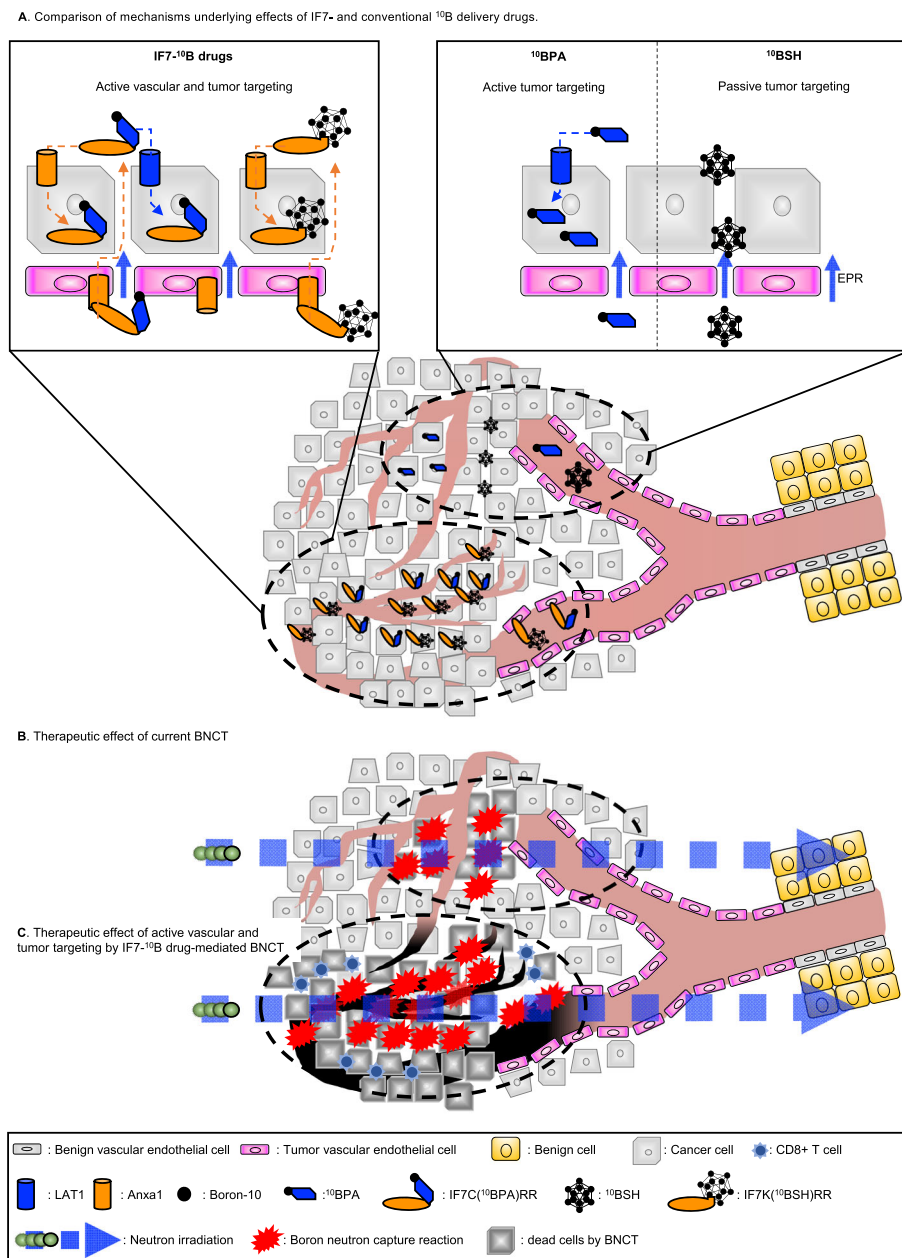 A. Comparison of mechanisms underlying effects of IF7- and conventional ¹⁰B delivery drugs.
IF7-¹⁰B drugs
Active vascular and tumor targeting
¹⁰BPA
Active tumor targeting
¹⁰BSH
Passive tumor targeting
EPR
B. Therapeutic effect of current BNCT
C. Therapeutic effect of active vascular and
tumor targeting by IF7-¹⁰B drug-mediated BNCT
: Benign vascular endothelial cell
: Tumor vascular endothelial cell
: Benign cell
: Cancer cell
: CD8+ T cell
: LAT1
: Anxa1
: Boron-10
:¹⁰BPA
: IF7C(¹⁰BPA)RR
: ¹⁰BSH
: IF7K(¹⁰BSH)RR
: Neutron irradiation
: Boron neutron capture reaction
: dead cells by BNCT